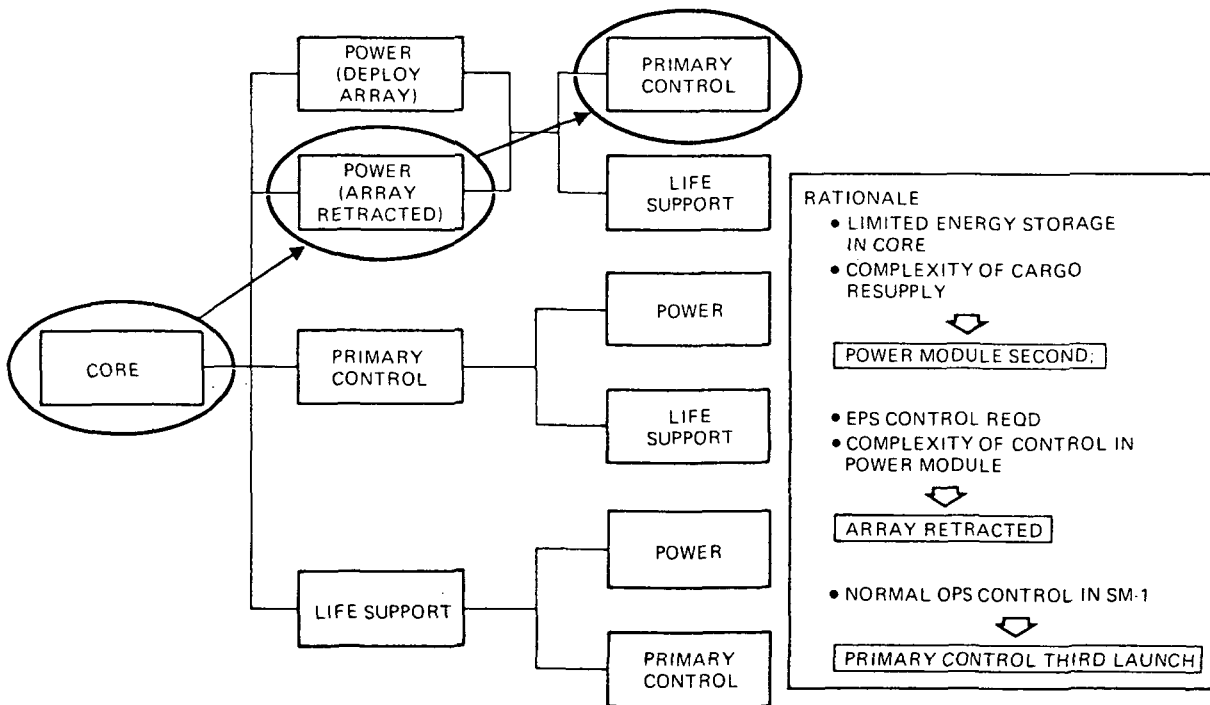 POWER
(DEPLOY
ARRAY)
PRIMARY
CONTROL
POWER
(ARRAY
RETRACTED)
LIFE
SUPPORT
CORE
PRIMARY
CONTROL
POWER
LIFE
SUPPORT
LIFE SUPPORT
POWER
PRIMARY
CONTROL
RATIONALE
• LIMITED ENERGY STORAGE
IN CORE
• COMPLEXITY OF CARGO
RESUPPLY
POWER MODULE SECOND;
• EPS CONTROL REQD
• COMPLEXITY OF CONTROL IN
POWER MODULE
ARRAY RETRACTED
• NORMAL OPS CONTROL IN SM-1
PRIMARY CONTROL THIRD LAUNCH